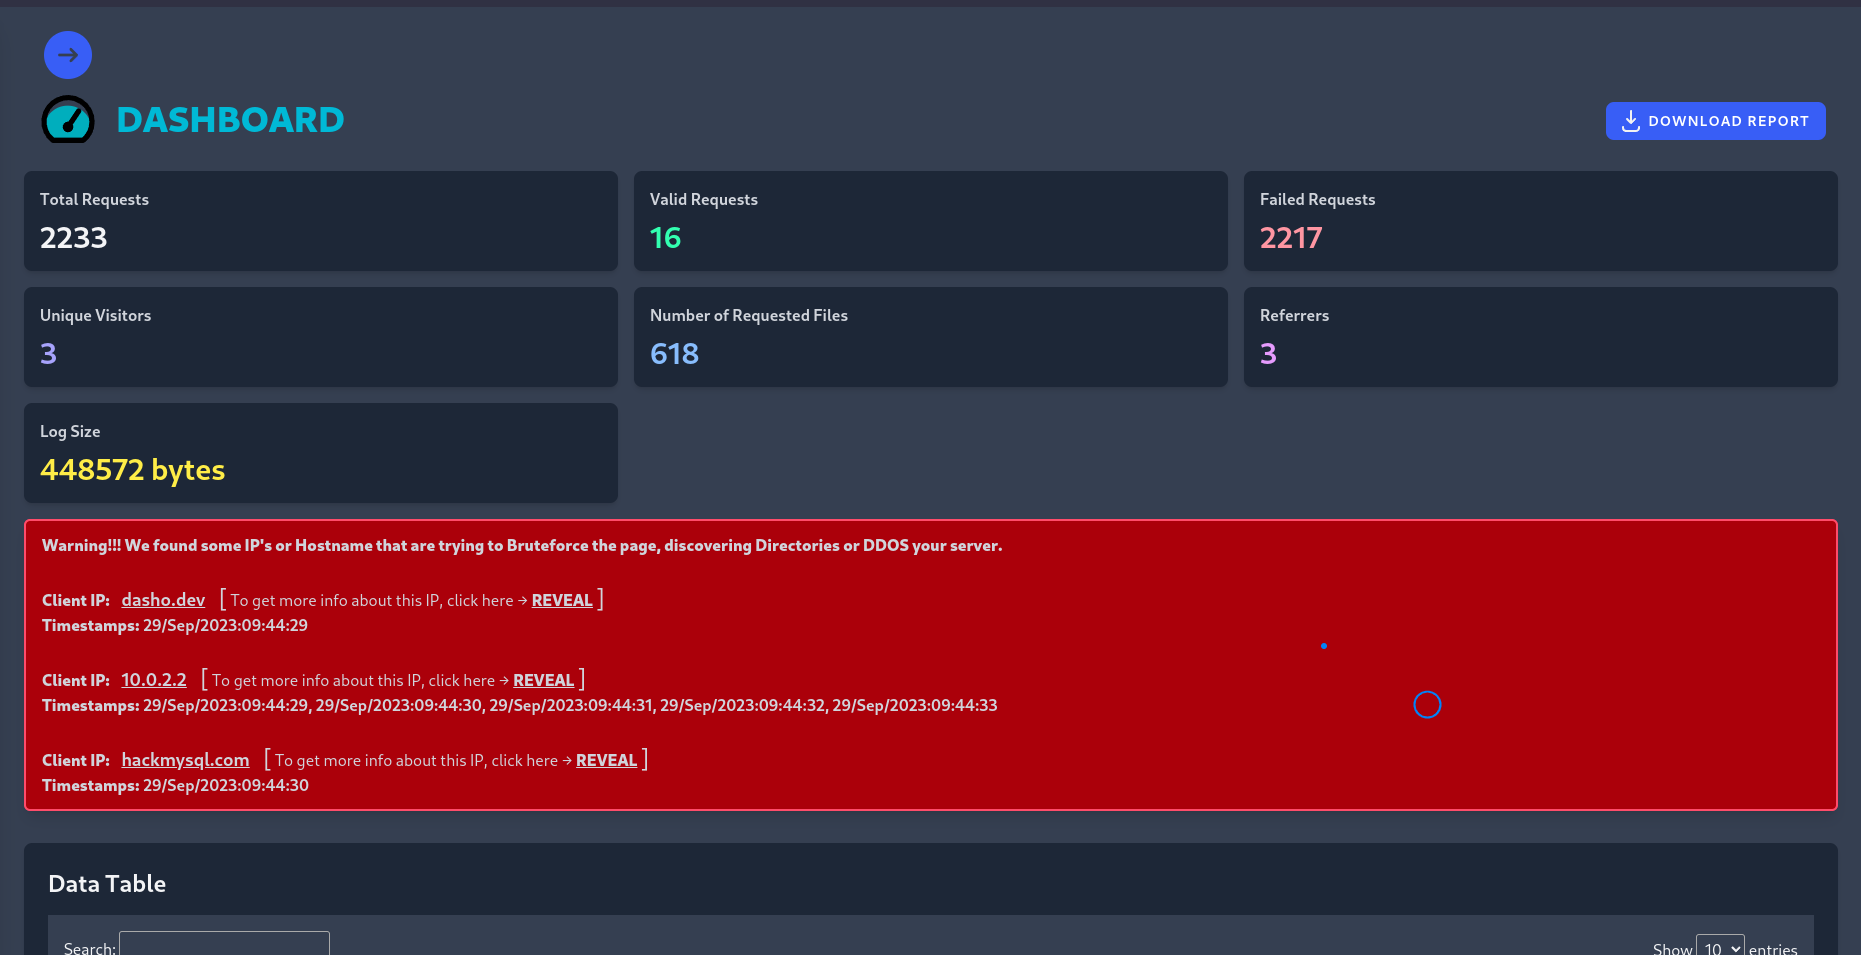 DASHBOARD
DOWNLOAD REPORT
Total Requests
2233
Valid Requests
16
Failed Requests
2217
Unique Visitors
3
Number of Requested Files
618
Referrers
3
Log Size
448572 bytes
Warning!!! We found some IP's or Hostname that are trying to Bruteforce the page, discovering Directories or DDOS your server.
Client IP: dasho.dev [ To get more info about this IP, click here → REVEAL ]
Timestamps: 29/Sep/2023:09:44:29
Client IP: 10.0.2.2 [ To get more info about this IP, click here → REVEAL ]
Timestamps: 29/Sep/2023:09:44:29, 29/Sep/2023:09:44:30, 29/Sep/2023:09:44:31, 29/Sep/2023:09:44:32, 29/Sep/2023:09:44:33
Client IP: hackmysql.com [ To get more info about this IP, click here → REVEAL ]
Timestamps: 29/Sep/2023:09:44:30
Data Table
Search:
Show 10 entries